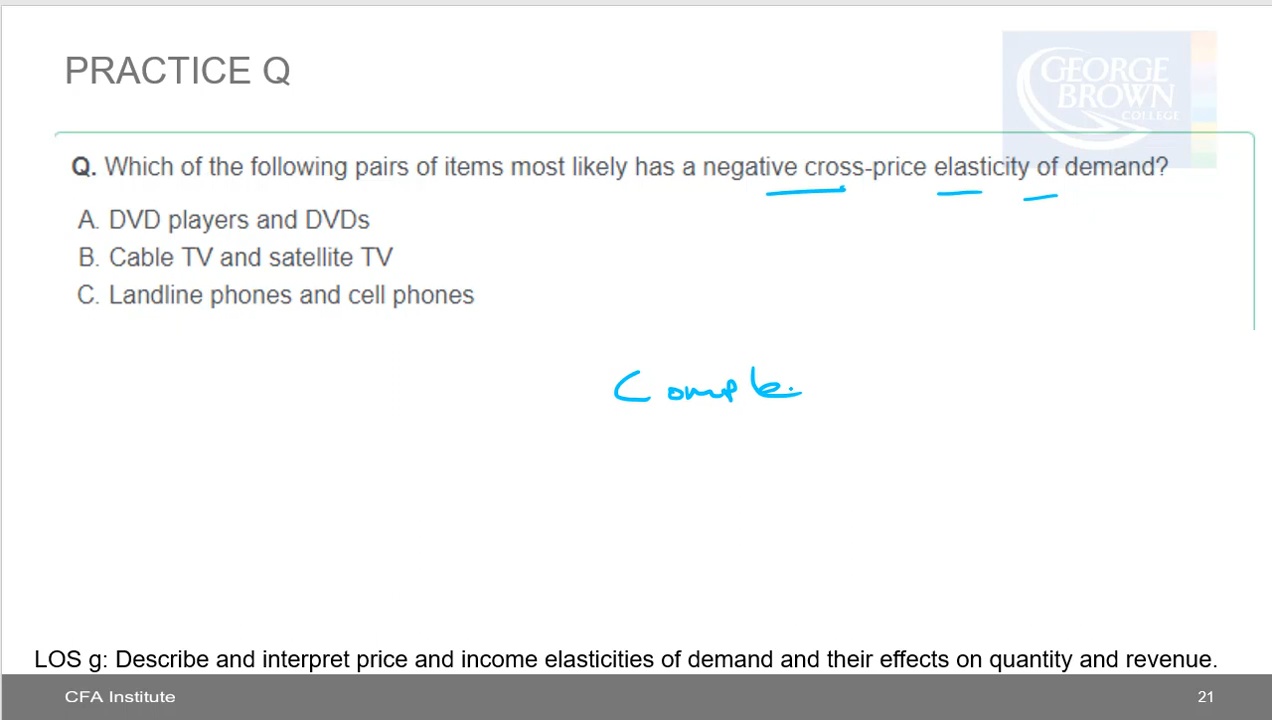 PRACTICE Q
GEORGE
BROWN
COLLEGE
Q. Which of the following pairs of items most likely has a negative cross-price elasticity of demand?
A. DVD players and DVDs
B. Cable TV and satellite TV
C. Landline phones and cell phones
Comple.
LOS g: Describe and interpret price and income elasticities of demand and their effects on quantity and revenue.
CFA Institute
21